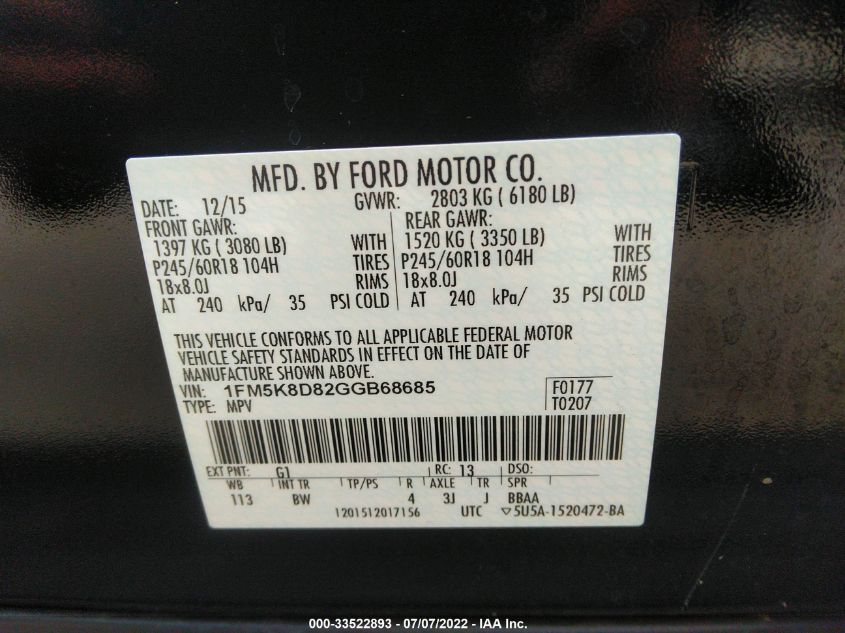 MFD. BY FORD MOTOR CO.
DATE: 12/15 GVWR: 2803 KG ( 6180 LB)
FRONT GAWR: REAR GAWR:
1397 KG ( 3080 LB) WITH 1520 KG ( 3350 LB) WITH
P245/60R18 104H TIRES P245/60R18 104H TIRES
18x8.0J RIMS 18x8.0J RIMS
AT 240 kPa/ 35 PSI COLD AT 240 kPa/ 35 PSI COLD
THIS VEHICLE CONFORMS TO ALL APPLICABLE FEDERAL MOTOR
VEHICLE SAFETY STANDARDS IN EFFECT ON THE DATE OF
MANUFACTURE SHOWN ABOVE.
VIN: 1FM5K8D82GGB68685 F0177
TYPE: MPV T0207
EXT PNT: G1 RC: 13 DSO:
WB INT TR TP/PS R AXLE TR SPR
113 BW 4 3J J BBAA
1201512017156 UTC ▽5U5A-1520472-BA
000-33522893 - 07/07/2022 - IAA Inc.